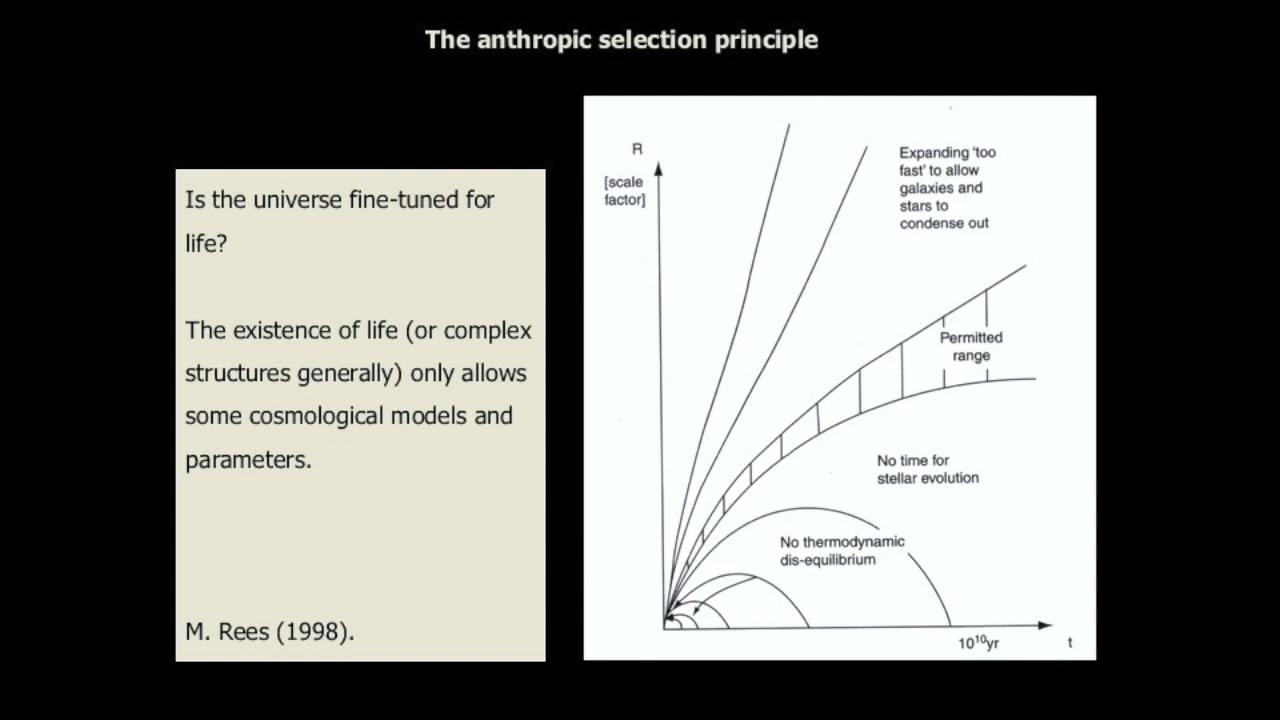 The anthropic selection principle
Is the universe fine-tuned for
life?
The existence of life (or complex
structures generally) only allows
some cosmological models and
parameters.
M. Rees (1998).
R
[scale
factor]
Expanding 'too
fast' to allow
galaxies and
stars to
condense out
Permitted
range
No time for
stellar evolution
No thermodynamic
dis-equilibrium
10¹⁰yr
t